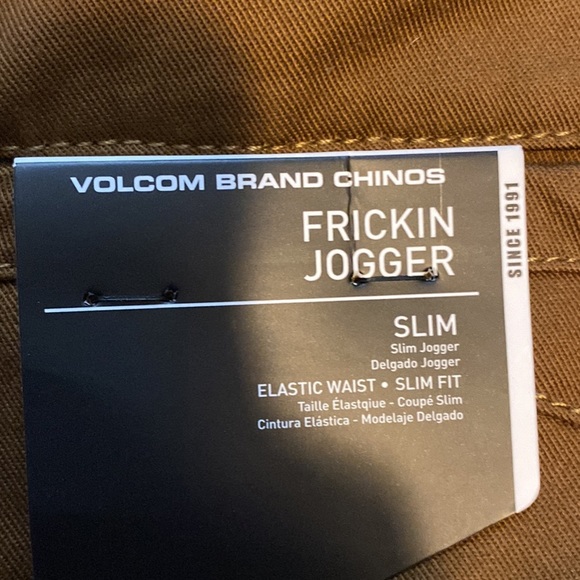 VOLCOM BRAND CHINOS
FRICKIN
JOGGER
SLIM
Slim Jogger
Delgado Jogger
ELASTIC WAIST • SLIM FIT
Taille Élastqiue - Coupé Slim
Cintura Elástica - Modelaje Delgado
SINCE 1991